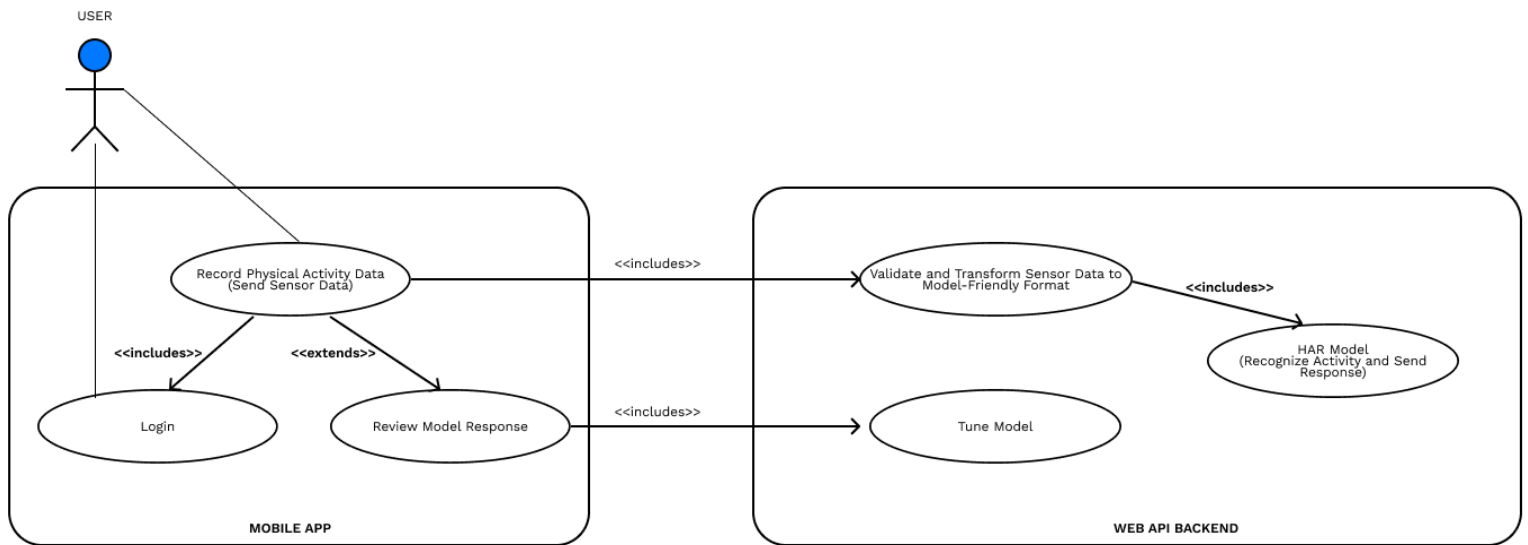 USER
Record Physical Activity Data
(Send Sensor Data)
<<includes>>
Validate and Transform Sensor Data to
Model-Friendly Format
<<includes>>
HAR Model
(Recognize Activity and Send
Response)
<<includes>>
<<extends>>
Login
Review Model Response
<<includes>>
Tune Model
MOBILE APP
WEB API BACKEND